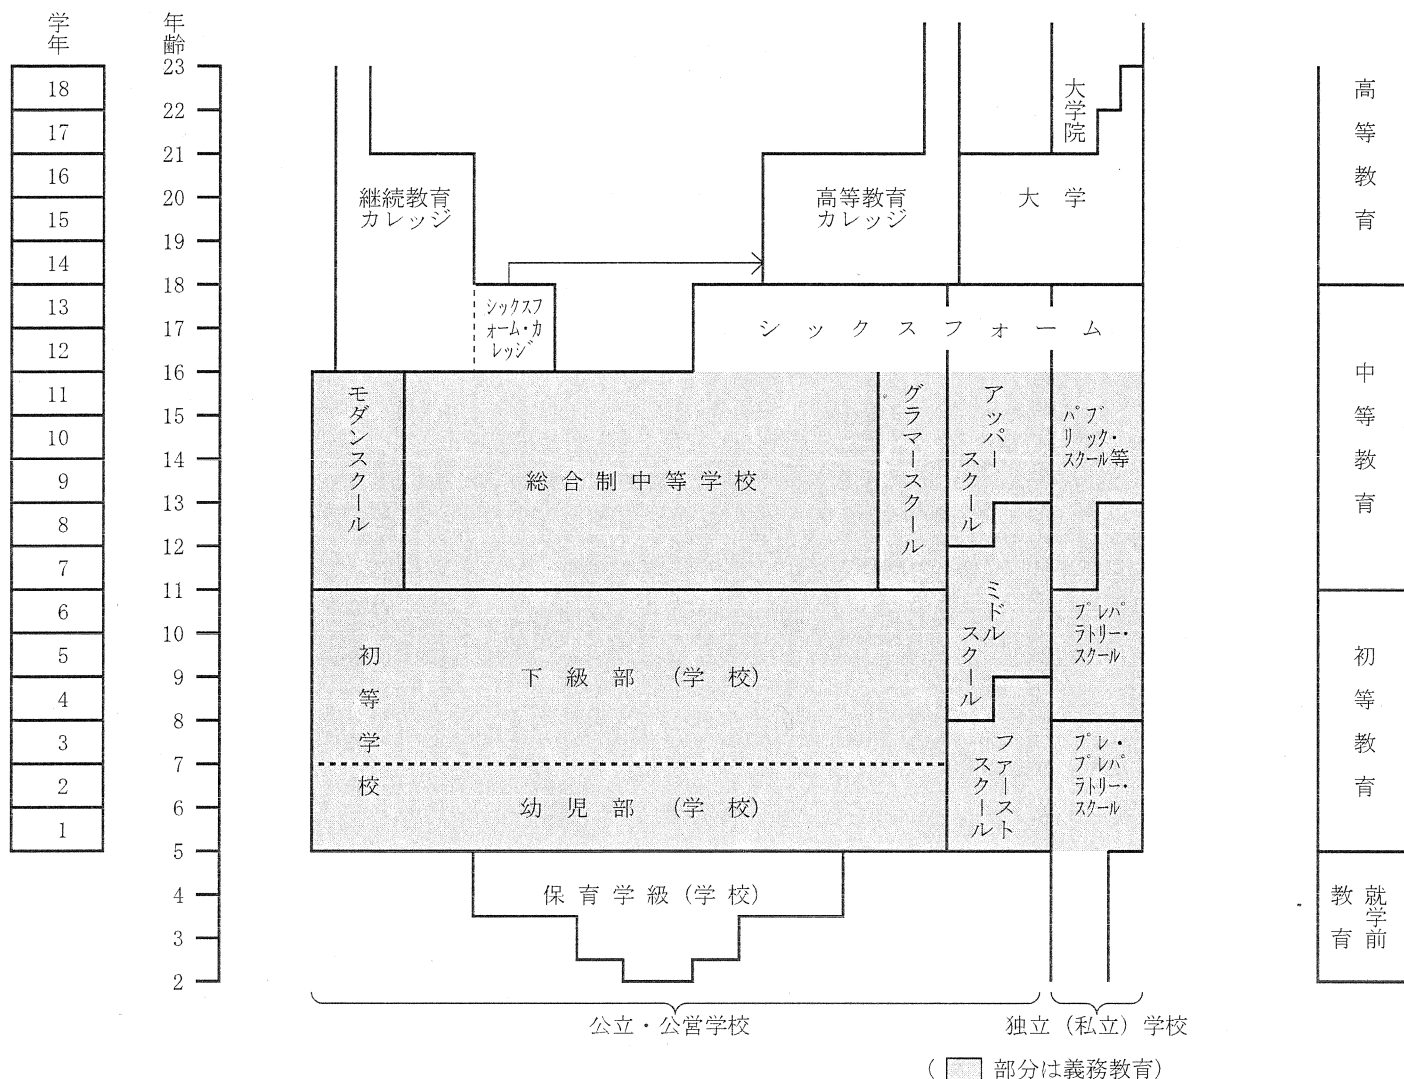 学年
年齢
23
18
22
17
21
16
20
15
19
14
18
13
17
12
16
11
15
10
14
9
13
8
12
7
11
6
10
5
9
4
8
3
7
2
6
1
5
4
3
2
大学院
継続教育
カレッジ
高等教育
カレッジ
大学
シックスフ
ォーム・カ
レッジ
シックスフォーム
モダンスクール
総合制中等学校
グラマースクール
アッパー
スクール
パブ
リック・
スクール等
ミドル
スクール
プレパ
ラトリー・
スクール
初等学校
下級部（学校）
幼児部（学校）
ファースト
スクール
プレ・
プレパ
ラトリー・
スクール
保育学級（学校）
高等教育
中等教育
初等教育
就学前
教育
公立・公営学校
独立（私立）学校
（ 部分は義務教育）